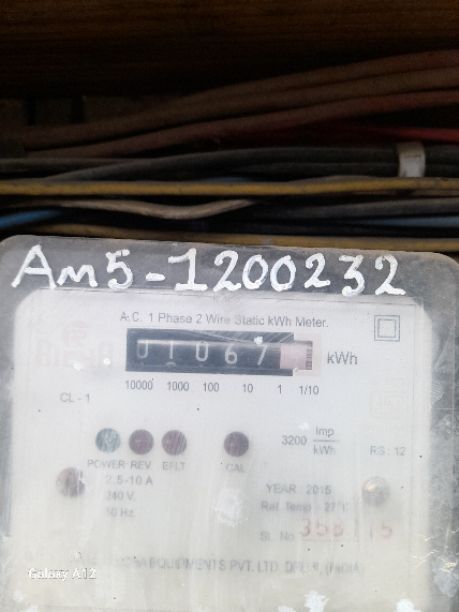 Am5-1200232
A.C. 1 Phase 2 Wire Static kWh Meter.
01067 kWh
10000 1000 100 10 1 1/10
CL - 1
3200 Imp/kWh
RS: 12
POWER REV EFLT CAL
2.5-10 A
240 V.
50 Hz.
YEAR : 2015
Ref. Temp : 27°C
SL. No.
EQUIPMENTS PVT. LTD. DELHI, (INDIA)
Galaxy A12